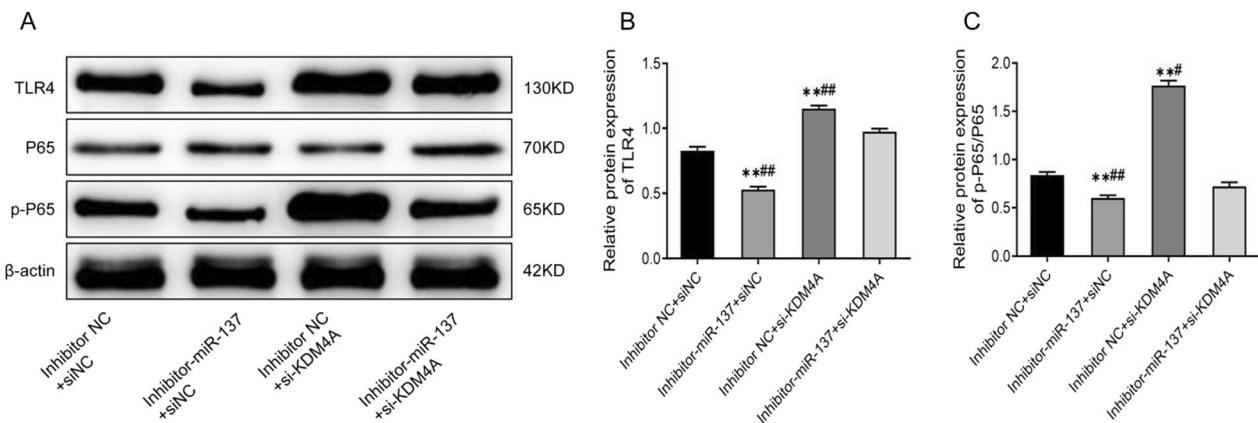 A
TLR4
130KD
P65
70KD
p-P65
65KD
β-actin
42KD
Inhibitor NC
+siNC
Inhibitor-miR-137
+siNC
Inhibitor NC
+si-KDM4A
Inhibitor-miR-137
+si-KDM4A
B
Relative protein expression
of TLR4
1.5
1.0
0.5
0.0
**##
**##
Inhibitor NC+siNC
Inhibitor-miR-137+siNC
Inhibitor NC+si-KDM4A
Inhibitor-miR-137+si-KDM4A
C
Relative protein expression
of p-P65/P65
2.0
1.5
1.0
0.5
0.0
**##
**#
Inhibitor NC+siNC
Inhibitor-miR-137+siNC
Inhibitor NC+si-KDM4A
Inhibitor-miR-137+si-KDM4A